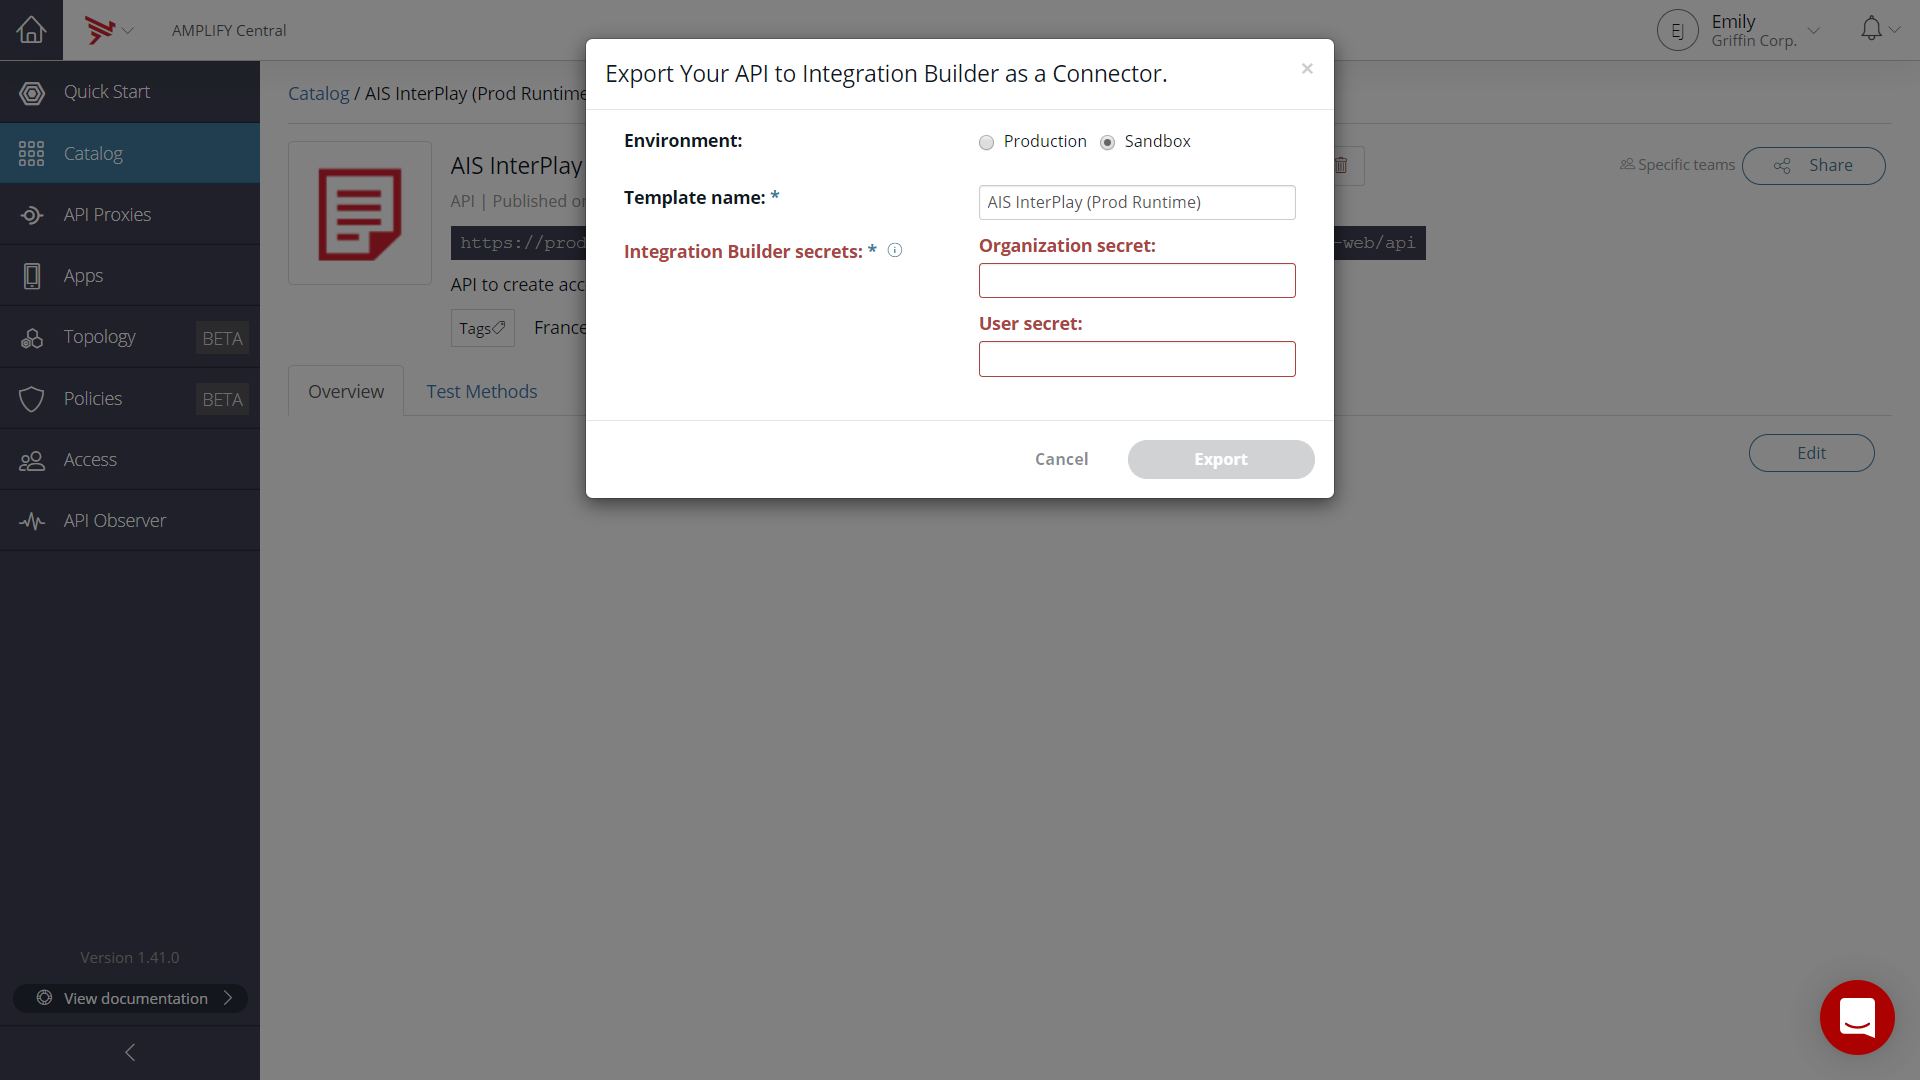 AMPLIFY Central
EJ
Emily
Griffin Corp.
Quick Start
Catalog
API Proxies
Apps
Topology
BETA
Policies
BETA
Access
API Observer
Version 1.41.0
View documentation
Catalog / AIS InterPlay (Prod Runtime
AIS InterPlay
API | Published
https://prod
-web/api
API to create acc
Tags
France
Specific teams
Share
Overview
Test Methods
Edit
Export Your API to Integration Builder as a Connector.
×
Environment:
Production
Sandbox
Template name: *
AIS InterPlay (Prod Runtime)
Integration Builder secrets: *
Organization secret:
User secret:
Cancel
Export